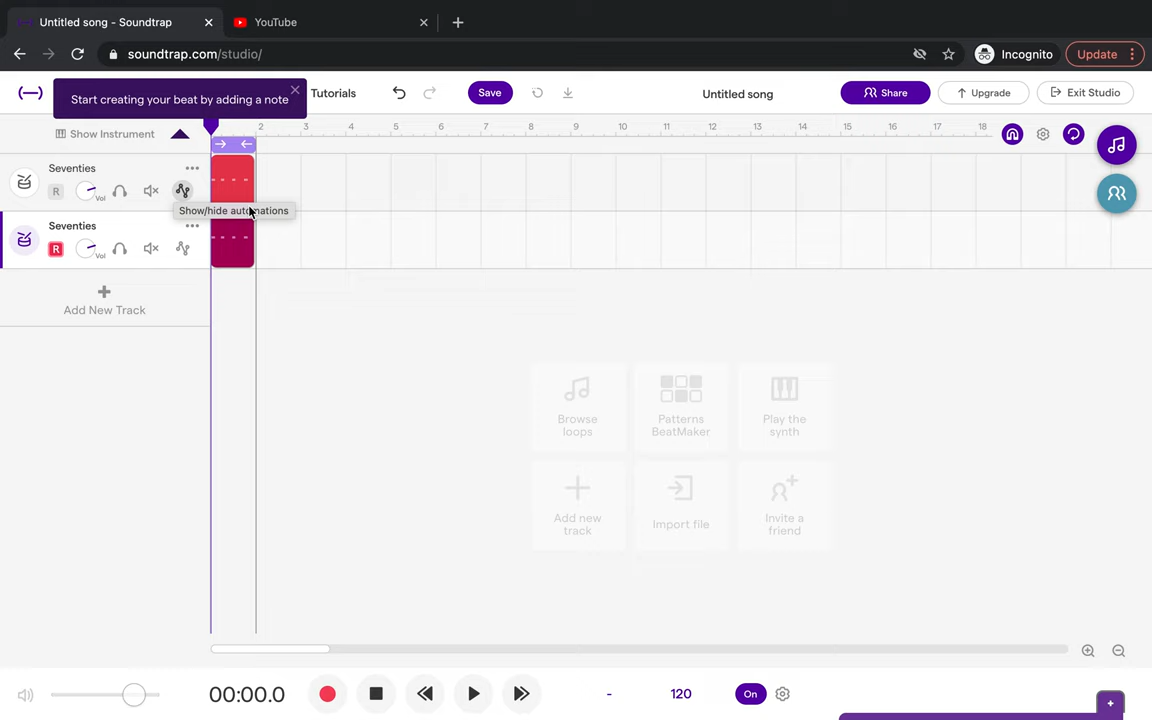 Untitled song - Soundtrap
YouTube
soundtrap.com/studio/
Incognito
Update
Start creating your beat by adding a note
Tutorials
Save
Untitled song
Share
Upgrade
Exit Studio
Show Instrument
2 3 4 5 6 7 8 9 10 11 12 13 14 15 16 17 18
Seventies
R
Vol
Show/hide automations
Seventies
R
Vol
Add New Track
Browse
loops
Patterns
BeatMaker
Play the
synth
Add new
track
Import file
Invite a
friend
00:00.0
-
120
On